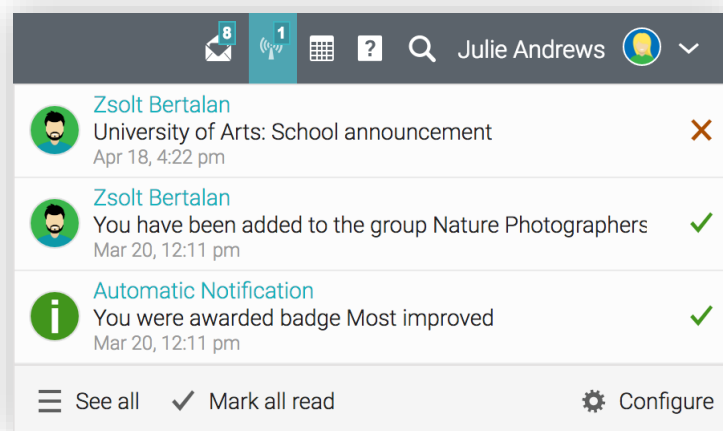 8
1
?
Julie Andrews
Zsolt Bertalan
University of Arts: School announcement
Apr 18, 4:22 pm
Zsolt Bertalan
You have been added to the group Nature Photographers
Mar 20, 12:11 pm
i
Automatic Notification
You were awarded badge Most improved
Mar 20, 12:11 pm
See all
Mark all read
Configure